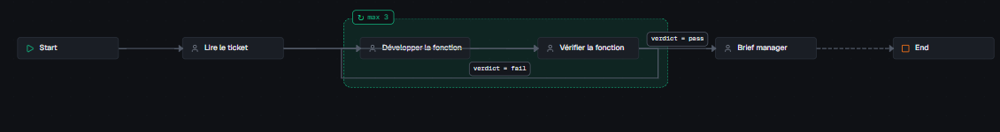 max 3
Start
Lire le ticket
Développer la fonction
Vérifier la fonction
verdict = pass
Brief manager
End
verdict = fail